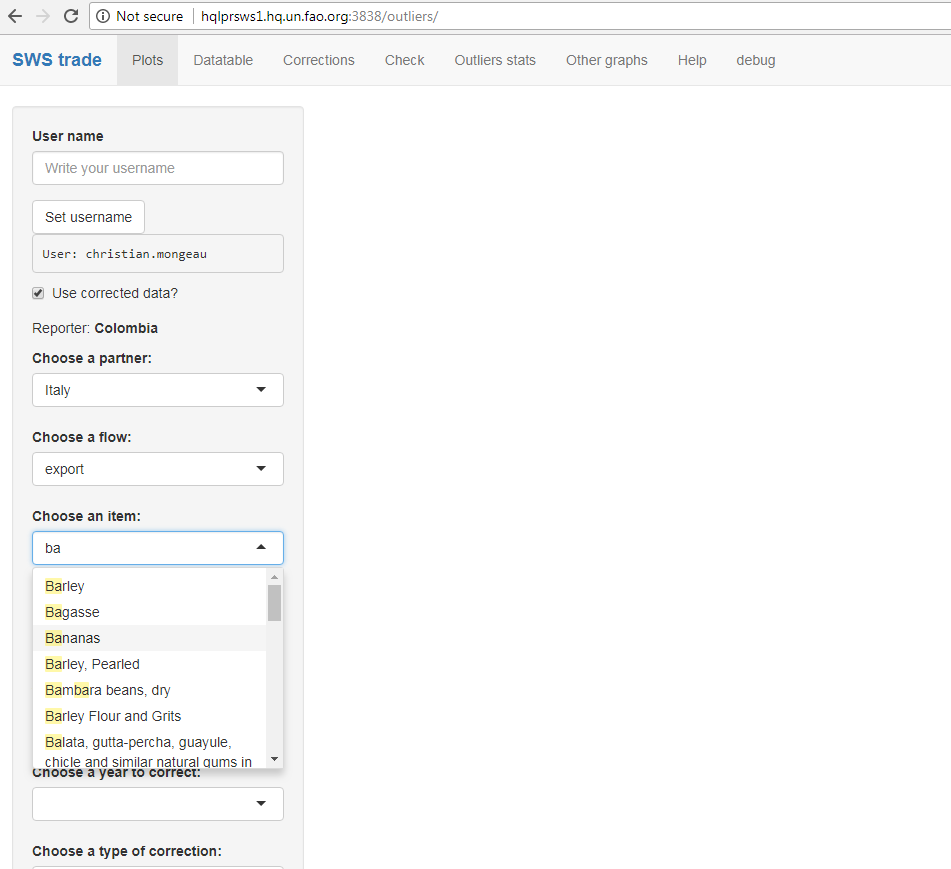 Not secure hqlprsws1.hq.un.fao.org:3838/outliers/
SWS trade Plots Datatable Corrections Check Outliers stats Other graphs Help debug
User name
Write your username
Set username
User: christian.mongeau
Use corrected data?
Reporter: Colombia
Choose a partner:
Italy
Choose a flow:
export
Choose an item:
ba
Barley
Bagasse
Bananas
Barley, Pearled
Bambara beans, dry
Barley Flour and Grits
Balata, gutta-percha, guayule,
chicle and similar natural gums in
Choose a year to correct:
Choose a type of correction: